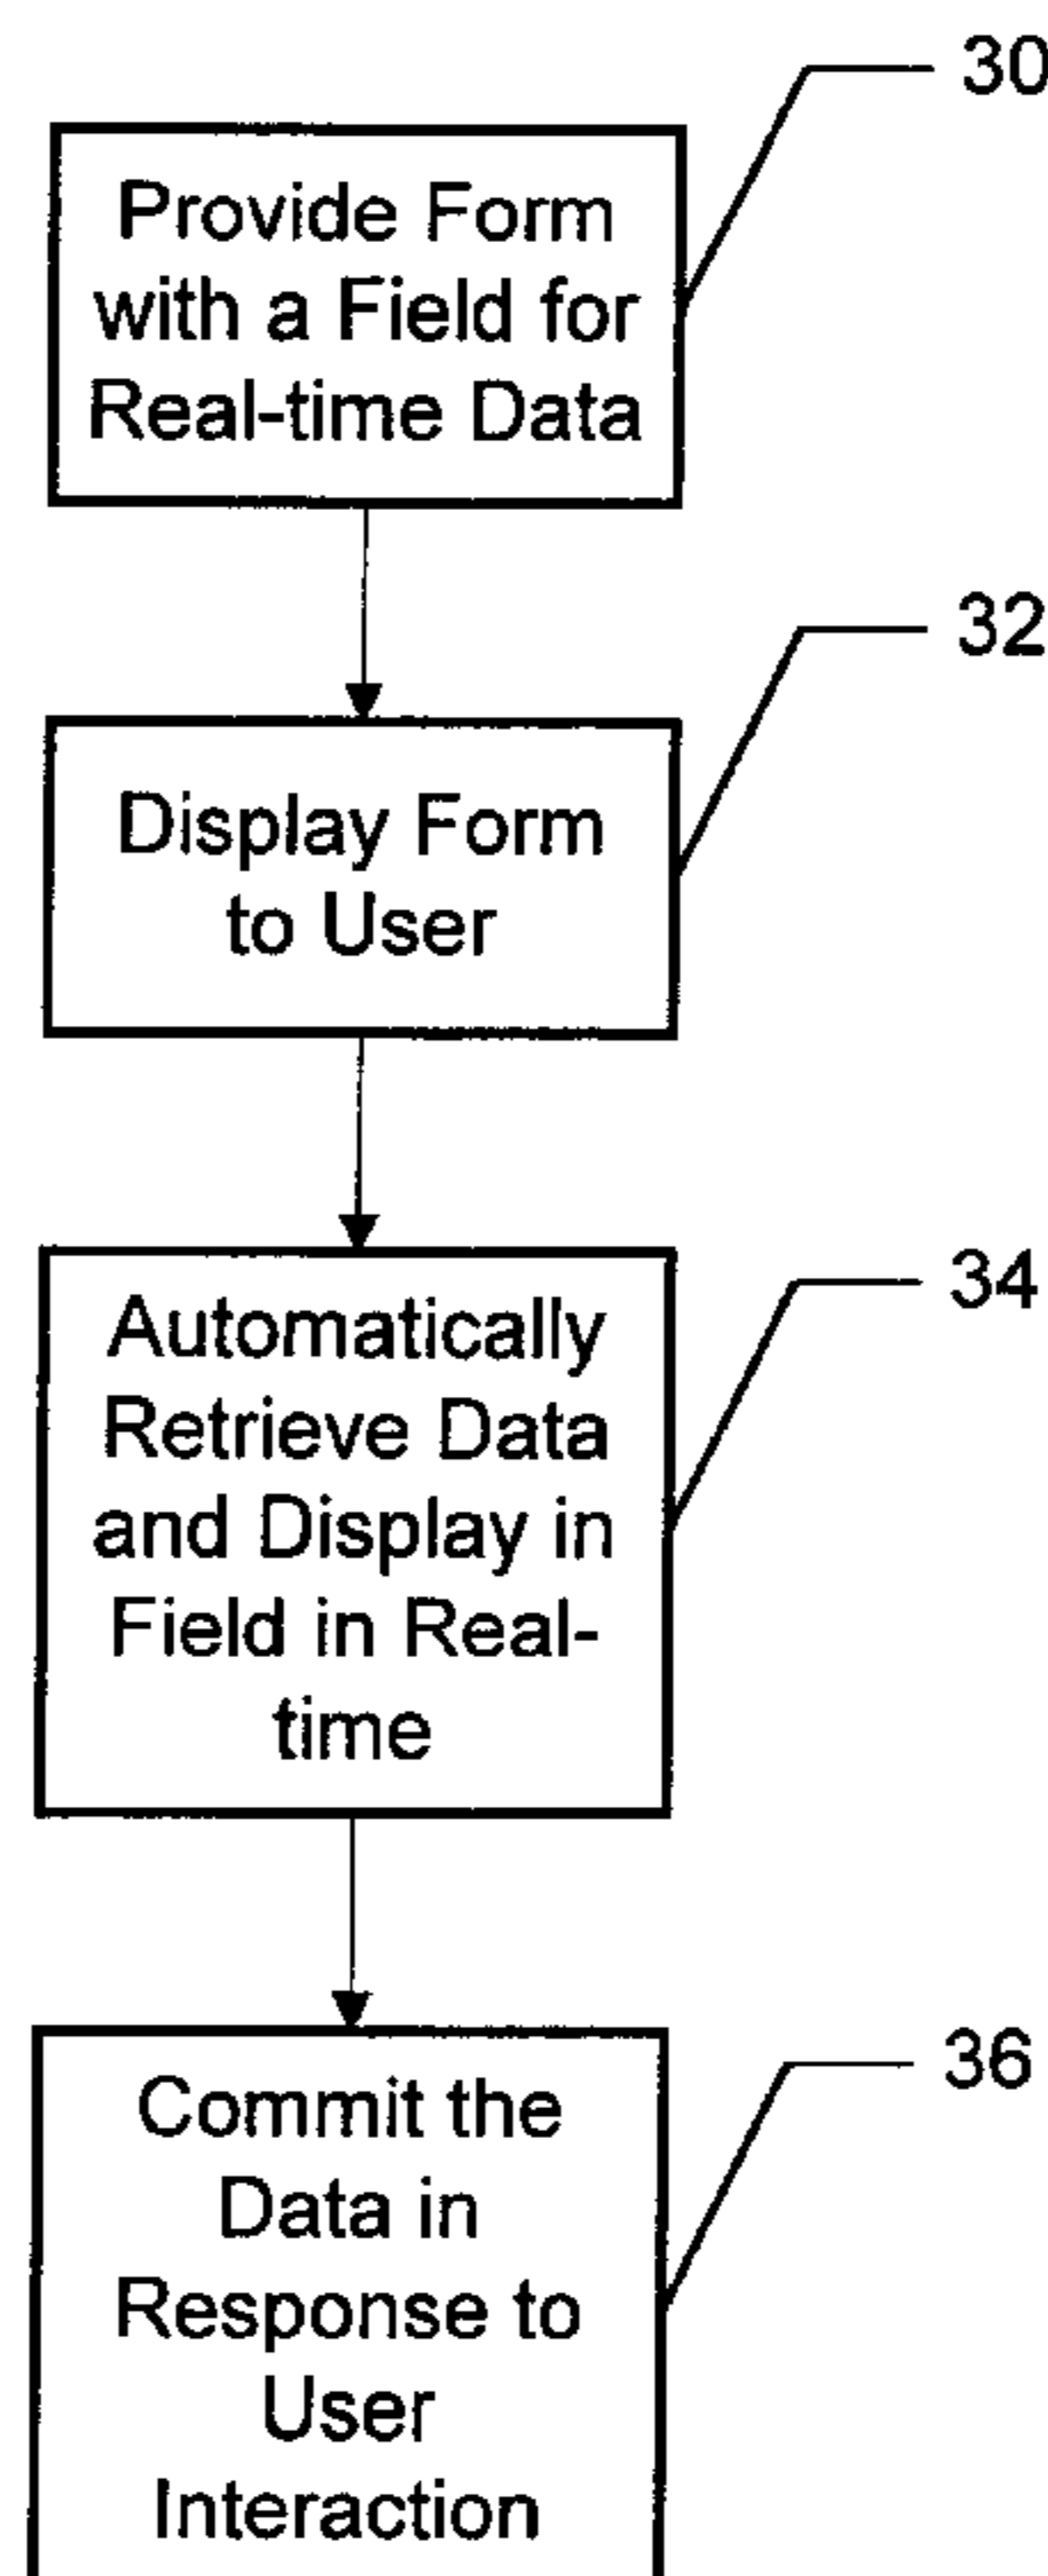 30
Provide Form
with a Field for
Real-time Data
32
Display Form
to User
34
Automatically
Retrieve Data
and Display in
Field in Real-
time
36
Commit the
Data in
Response to
User
Interaction